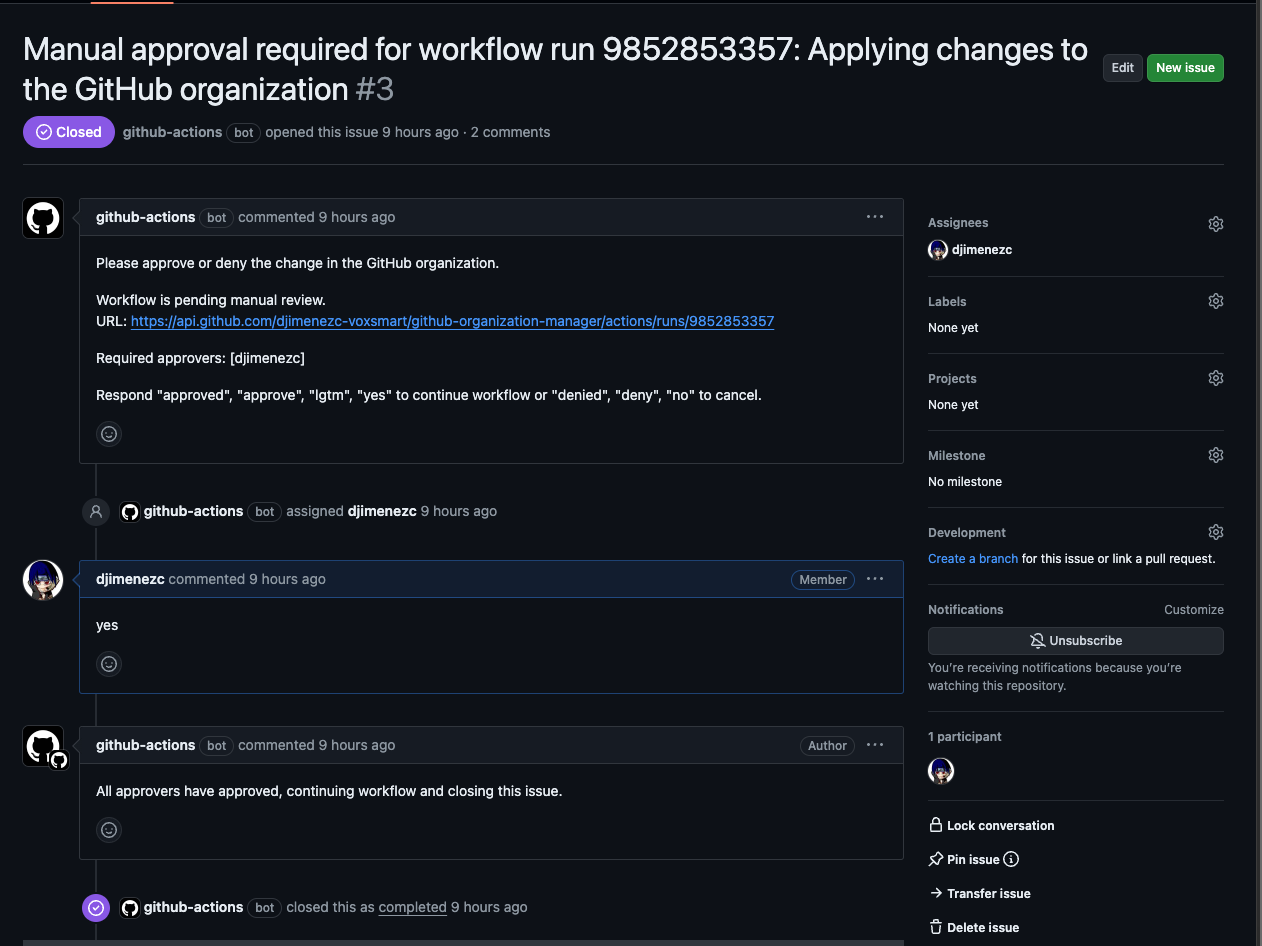 Manual approval required for workflow run 9852853357: Applying changes to
the GitHub organization #3
Edit
New issue
Closed
github-actions bot opened this issue 9 hours ago · 2 comments
github-actions bot commented 9 hours ago
Please approve or deny the change in the GitHub organization.
Workflow is pending manual review.
URL: https://api.github.com/djimenezc-voxsmart/github-organization-manager/actions/runs/9852853357
Required approvers: [djimenezc]
Respond "approved", "approve", "lgtm", "yes" to continue workflow or "denied", "deny", "no" to cancel.
github-actions bot assigned djimenezc 9 hours ago
djimenezc commented 9 hours ago
Member
yes
github-actions bot commented 9 hours ago
Author
All approvers have approved, continuing workflow and closing this issue.
github-actions bot closed this as completed 9 hours ago
Assignees
djimenezc
Labels
None yet
Projects
None yet
Milestone
No milestone
Development
Create a branch for this issue or link a pull request.
Notifications
Customize
Unsubscribe
You're receiving notifications because you're
watching this repository.
1 participant
Lock conversation
Pin issue
Transfer issue
Delete issue